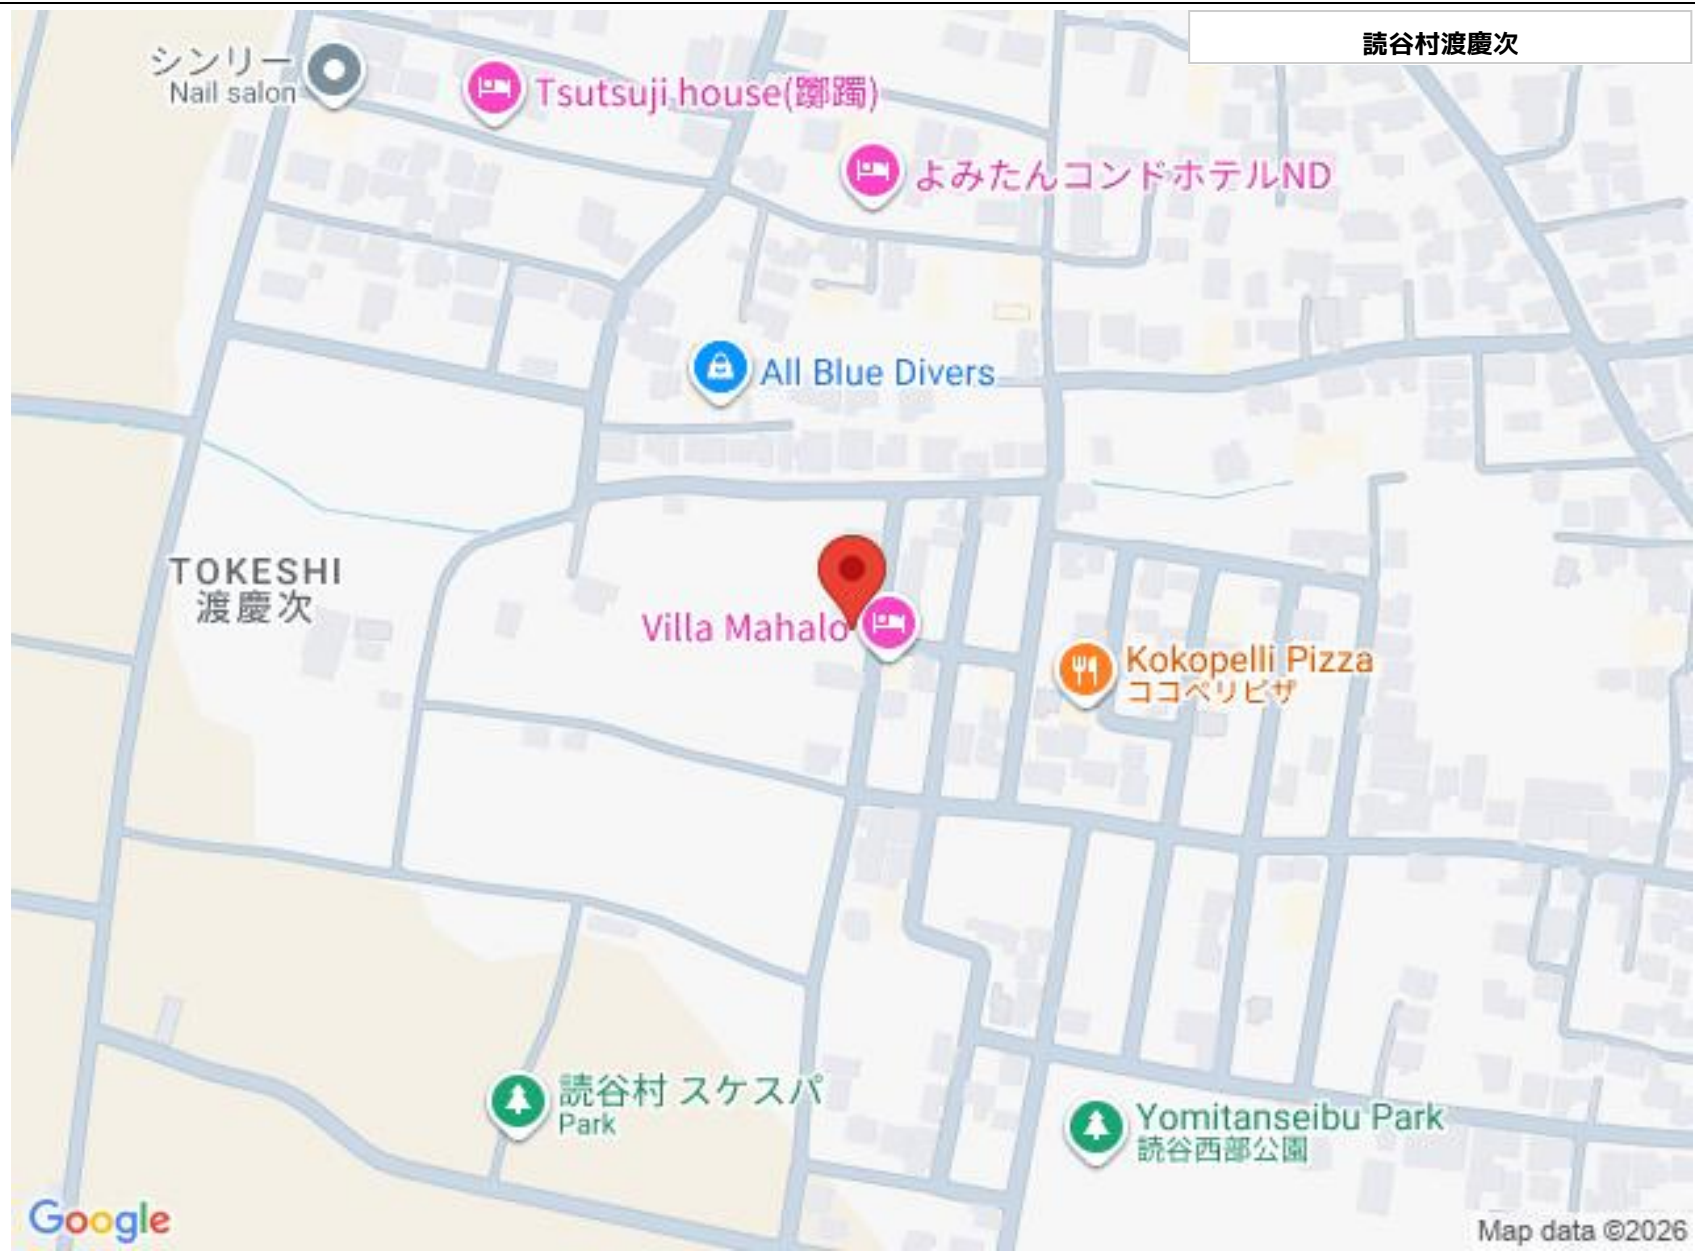 読谷村渡慶次
シンリー
Nail salon
Tsutsuji house(躑躅)
よみたんコンドホテルND
All Blue Divers
TOKESHI
渡慶次
Villa Mahalo
Kokopelli Pizza
ココペリピザ
読谷村 スケスパ
Park
Yomitanseibu Park
読谷西部公園
Google
Map data ©2026